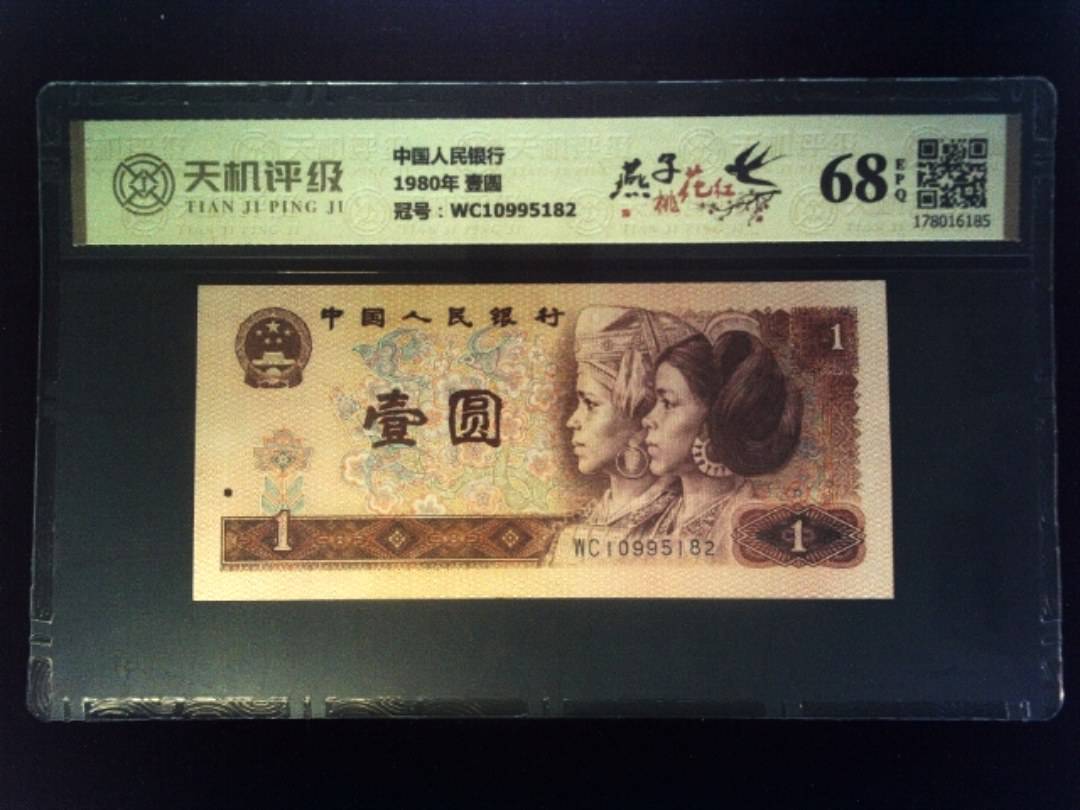 天机评级
TIAN JI PING JI
中国人民银行
1980年 壹圆
冠号：WC10995182
燕子
桃花红
68
EPQ
178016185
中国人民银行
1
壹圆
1
WC10995182
1